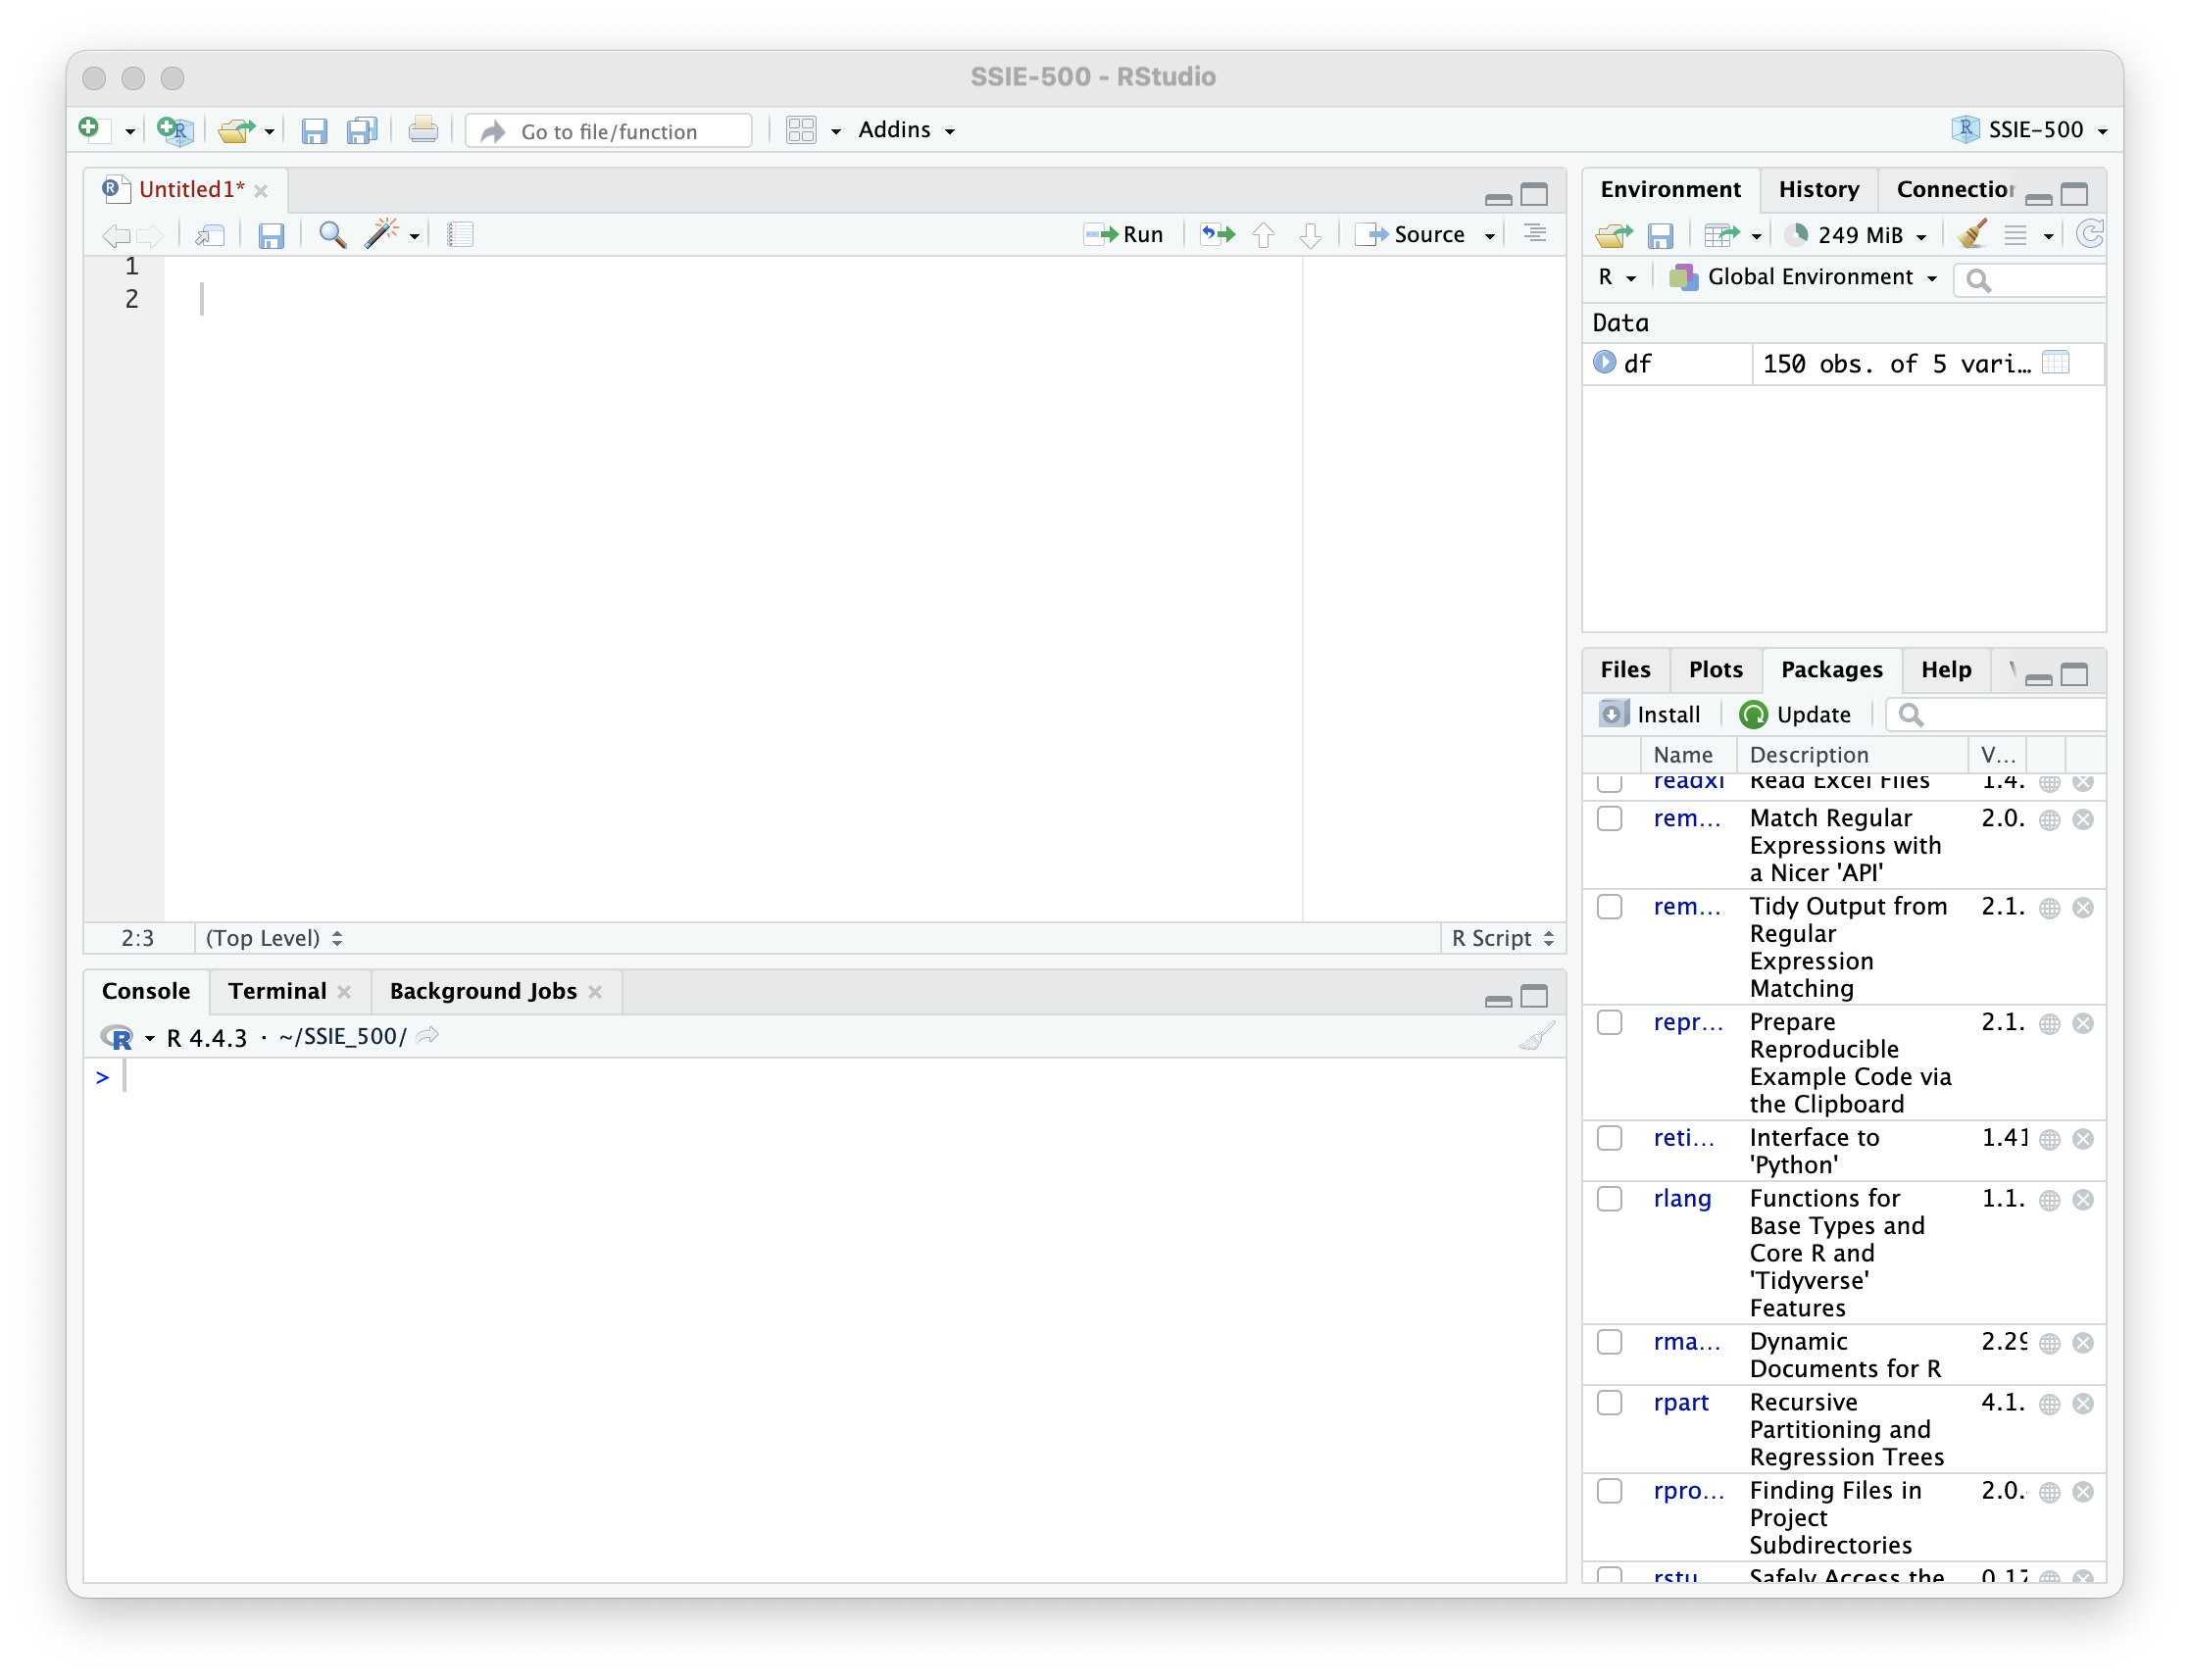 SSIE-500 - RStudio
Go to file/function
Addins
SSIE-500
Untitled1*
Run
Source
1
2
2:3
(Top Level)
R Script
Console
Terminal
Background Jobs
R 4.4.3 · ~/SSIE_500/
>
Environment
History
Connection
249 MiB
R
Global Environment
Data
df
150 obs. of 5 vari…
Files
Plots
Packages
Help
Install
Update
Name
Description
V...
readxl
Read Excel Files
1.4.
rem...
Match Regular
Expressions with
a Nicer 'API'
2.0.
rem...
Tidy Output from
Regular
Expression
Matching
2.1.
repr...
Prepare
Reproducible
Example Code via
the Clipboard
2.1.
reti...
Interface to
'Python'
1.41
rlang
Functions for
Base Types and
Core R and
'Tidyverse'
Features
1.1.
rma...
Dynamic
Documents for R
2.29
rpart
Recursive
Partitioning and
Regression Trees
4.1.
rpro...
Finding Files in
Project
Subdirectories
2.0.
rstu
Safely Access the
0.17